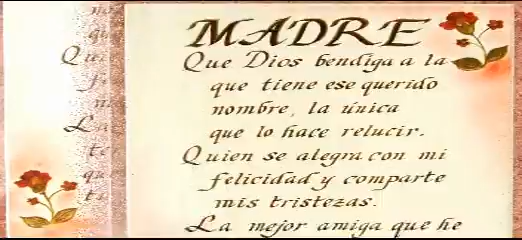 MADRE
Que Dios bendiga a la
que tiene ese querido
nombre, la única
que lo hace relucir.
Quien se alegra con mi
felicidad y comparte
mis tristezas.
La mejor amiga que he